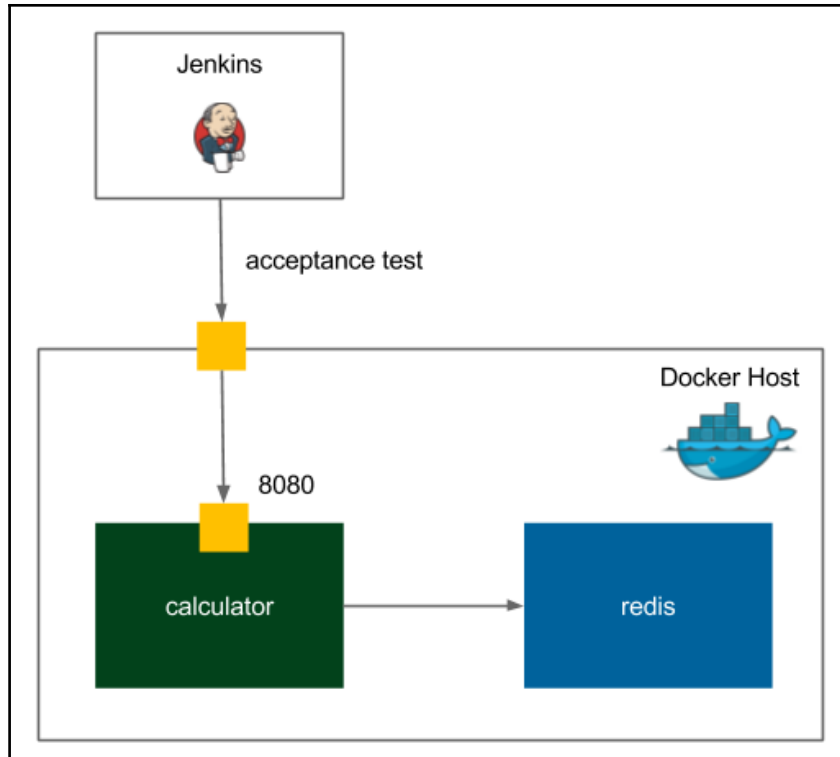 Jenkins
acceptance test
Docker Host
8080
calculator
redis